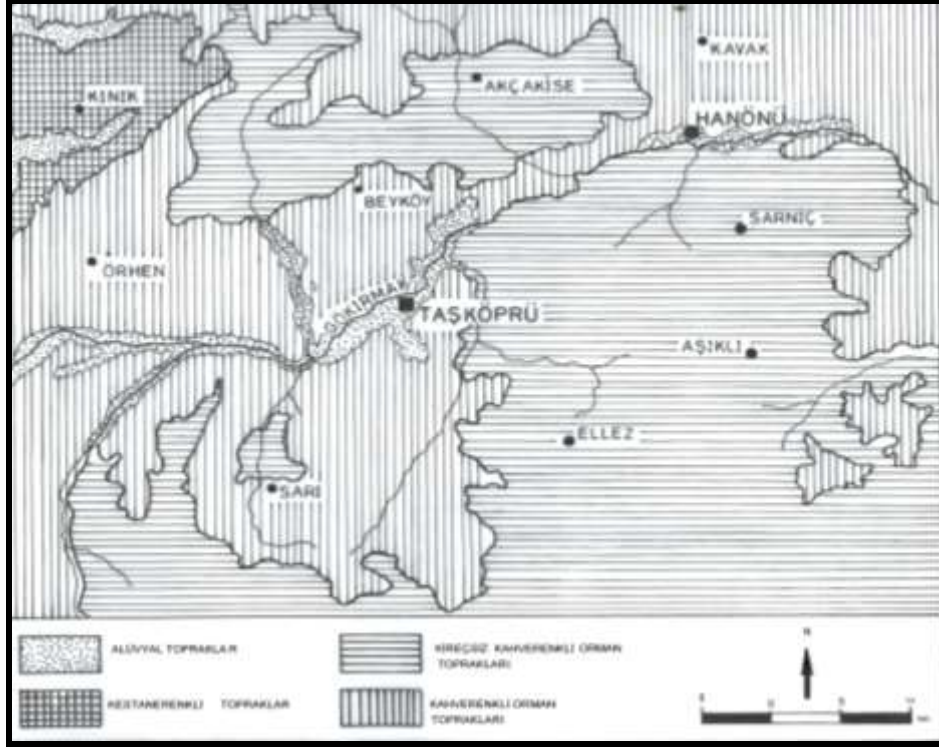 KAVAK
AKÇAKİSE
KINIK
HANÖNÜ
BEYKÖY
SARNIÇ
ÖRHEN
GÖKIRMAK
TAŞKÖPRÜ
AŞIKLI
ELLEZ
SARI
N
ALÜVYAL TOPRAKLAR
KİREÇSİZ KAHVERENKLİ ORMAN
TOPRAKLARI
KESTANERENKLİ TOPRAKLAR
KAHVERENKLİ ORMAN
TOPRAKLARI